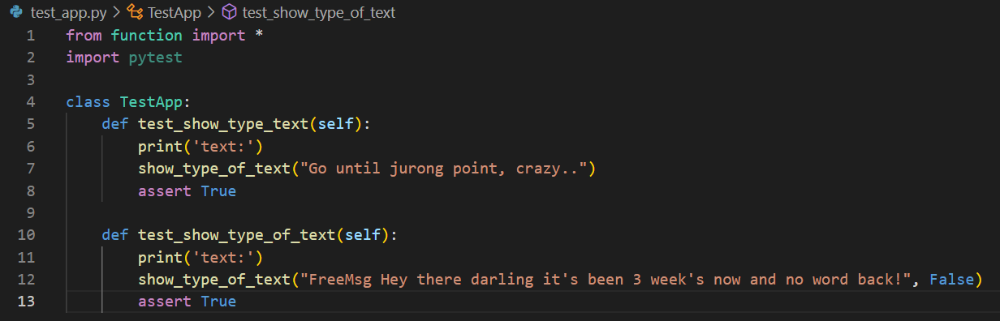 test_app.py > TestApp > test_show_type_of_text
1 from function import *
2 import pytest
3
4 class TestApp:
5     def test_show_type_text(self):
6         print('text:')
7         show_type_of_text("Go until jurong point, crazy..")
8         assert True
9
10     def test_show_type_of_text(self):
11         print('text:')
12         show_type_of_text("FreeMsg Hey there darling it's been 3 week's now and no word back!", False)
13         assert True